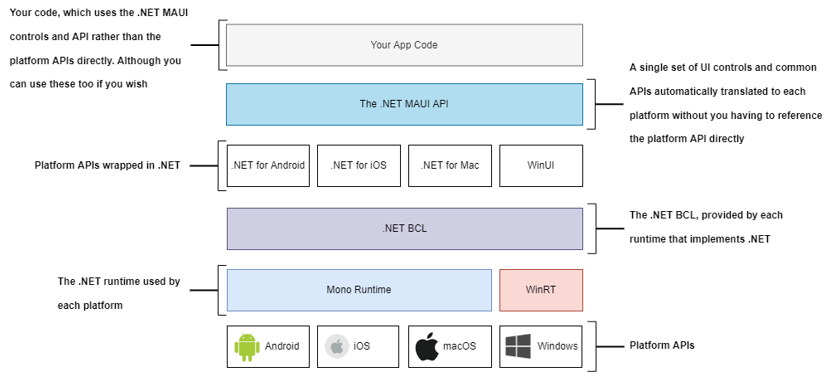 Your code, which uses the .NET MAUI
controls and API rather than the
platform APIs directly. Although you
can use these too if you wish
Your App Code
The .NET MAUI API
A single set of UI controls and common
APIs automatically translated to each
platform without you having to reference
the platform API directly
Platform APIs wrapped in .NET
.NET for Android
.NET for iOS
.NET for Mac
WinUI
.NET BCL
The .NET BCL, provided by each
runtime that implements .NET
The .NET runtime used by
each platform
Mono Runtime
WinRT
Android
iOS
macOS
Windows
Platform APIs